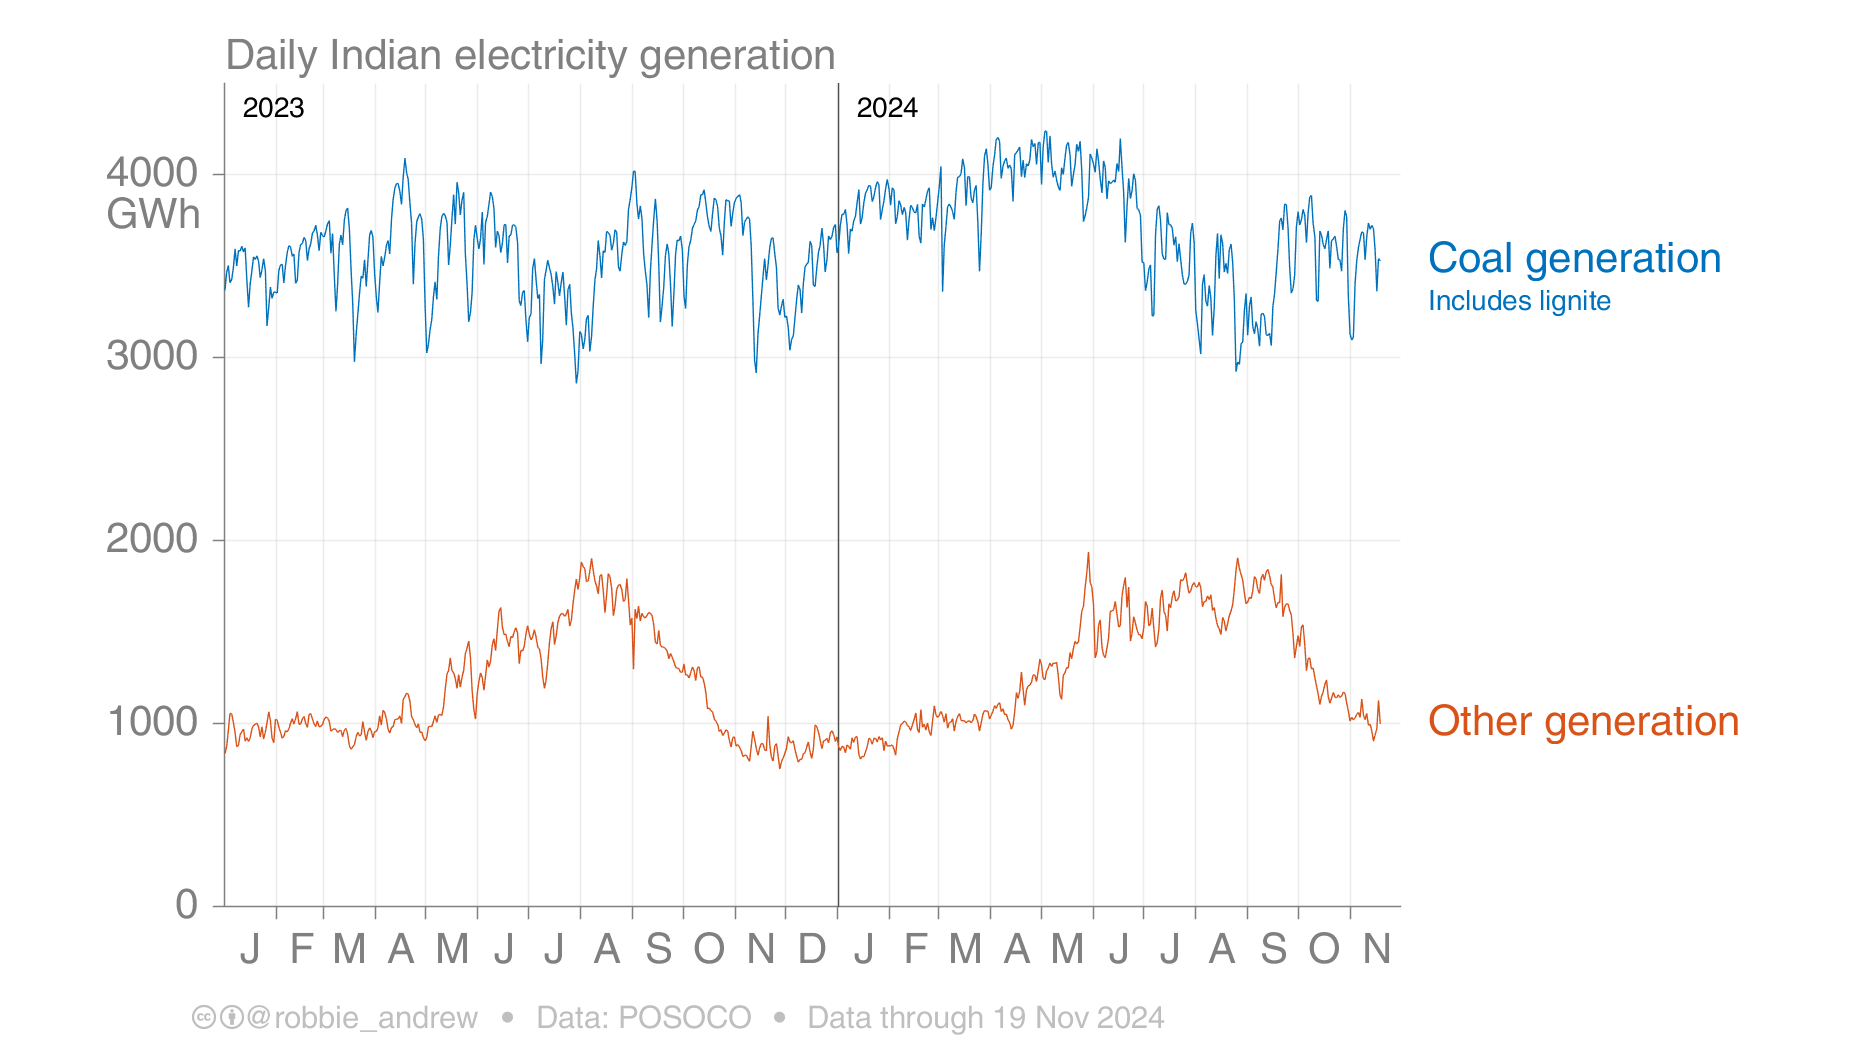 Daily Indian electricity generation
2023
2024
4000
GWh
3000
2000
1000
0
Coal generation
Includes lignite
Other generation
J F M A M J J A S O N D J F M A M J J A S O N
@robbie_andrew • Data: POSOCO • Data through 19 Nov 2024